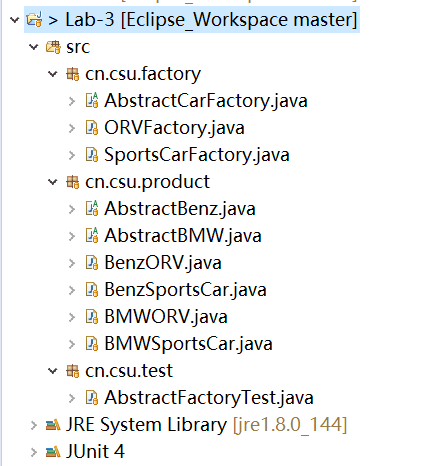 > Lab-3 [Eclipse_Workspace master]
src
cn.csu.factory
AbstractCarFactory.java
ORVFactory.java
SportsCarFactory.java
cn.csu.product
AbstractBenz.java
AbstractBMW.java
BenzORV.java
BenzSportsCar.java
BMWORV.java
BMWSportsCar.java
cn.csu.test
AbstractFactoryTest.java
JRE System Library [jre1.8.0_144]
JUnit 4